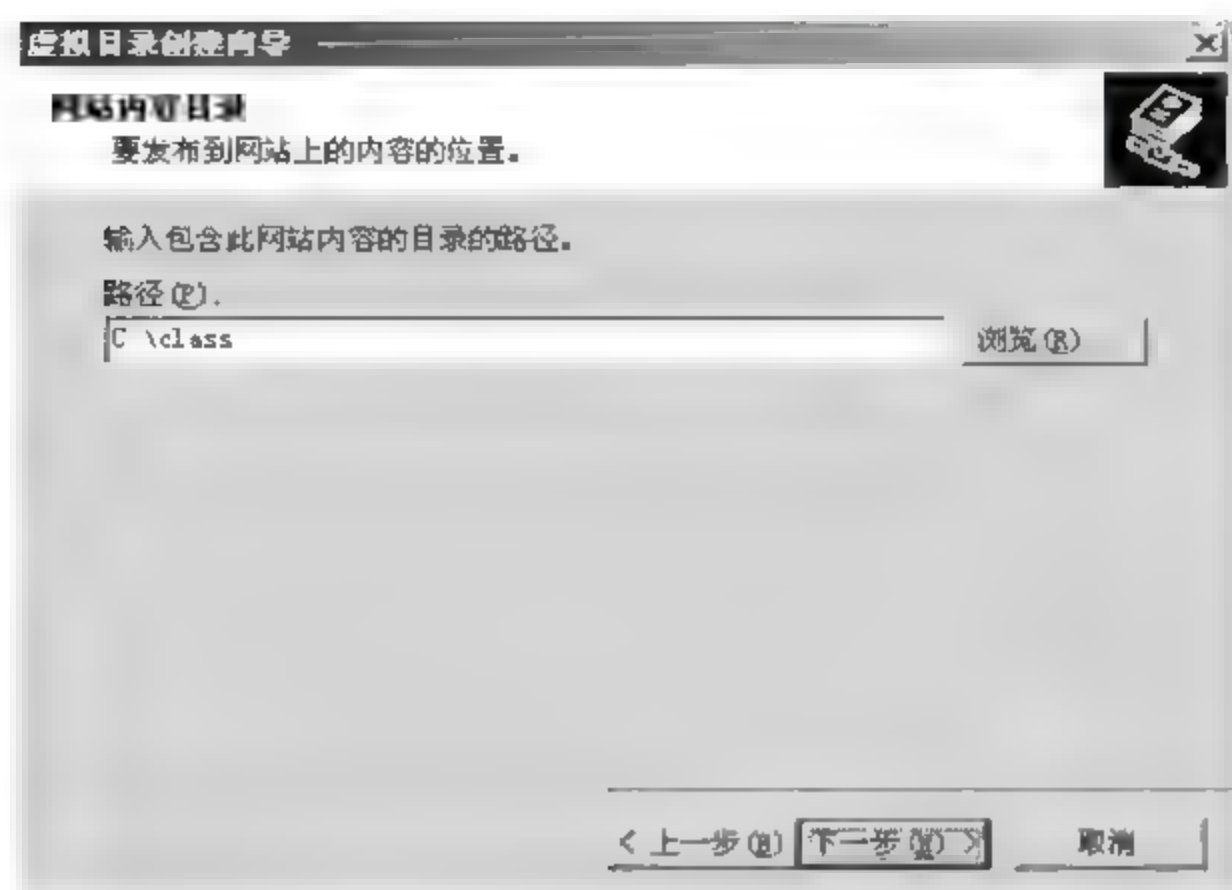 虚拟目录创建向导
网站内容目录
要发布到网站上的内容的位置。
输入包含此网站内容的目录的路径。
路径(P).
C \class
浏览(R)
< 上一步(B) 下一步(N) > 取消